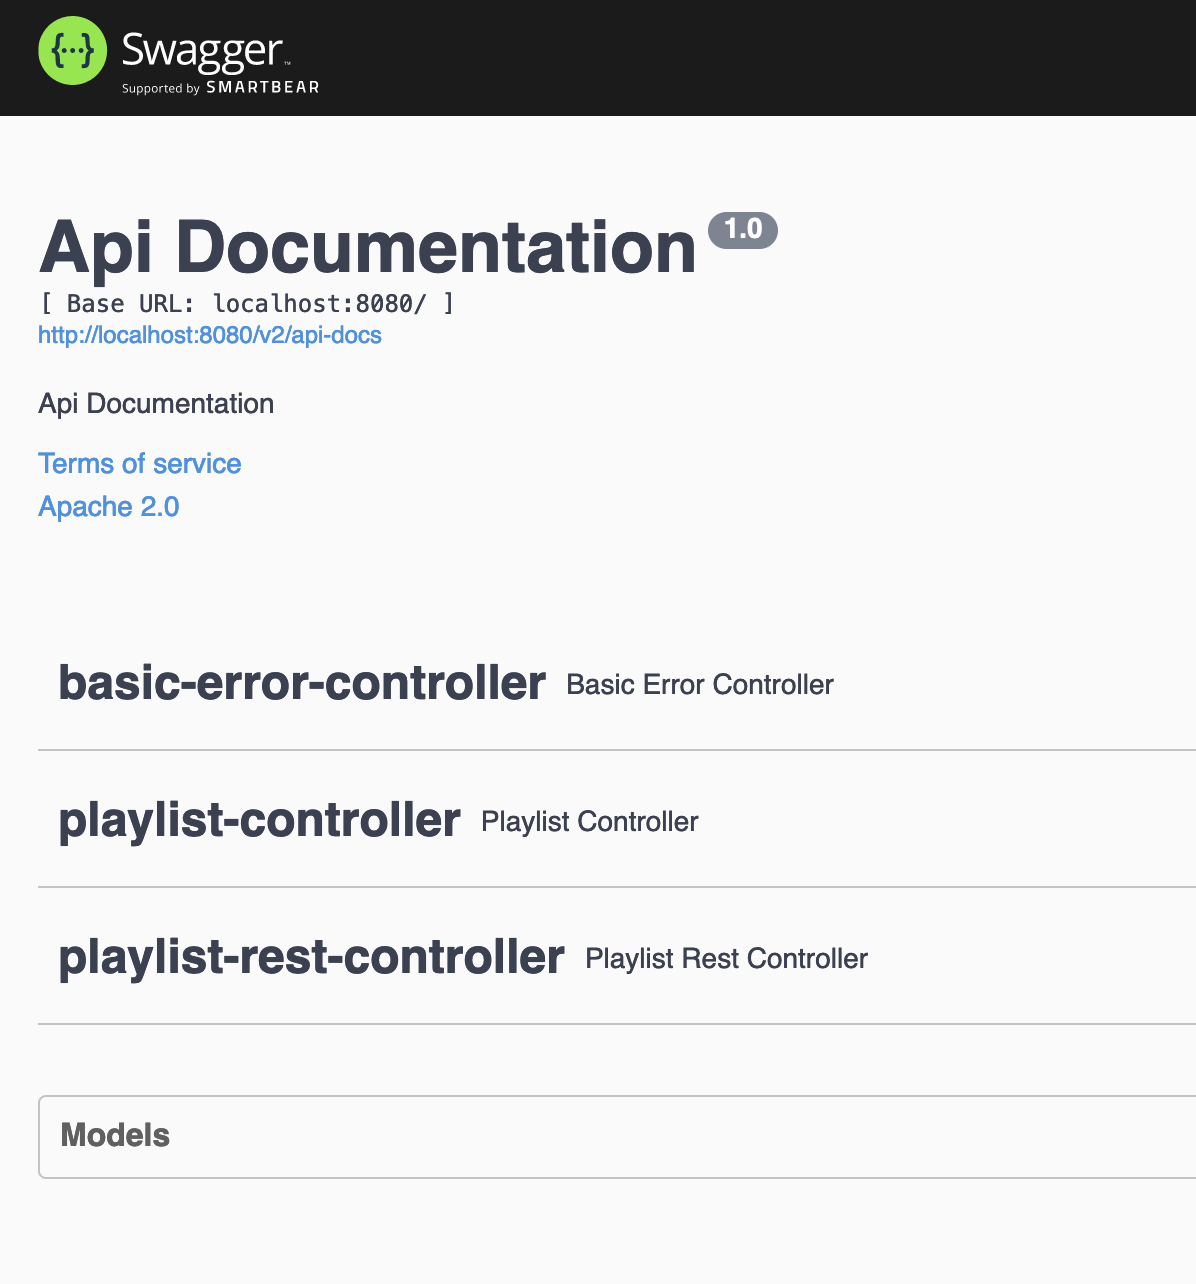 {···} Swagger™
Supported by SMARTBEAR
Api Documentation 1.0
[ Base URL: localhost:8080/ ]
http://localhost:8080/v2/api-docs
Api Documentation
Terms of service
Apache 2.0
basic-error-controller Basic Error Controller
playlist-controller Playlist Controller
playlist-rest-controller Playlist Rest Controller
Models